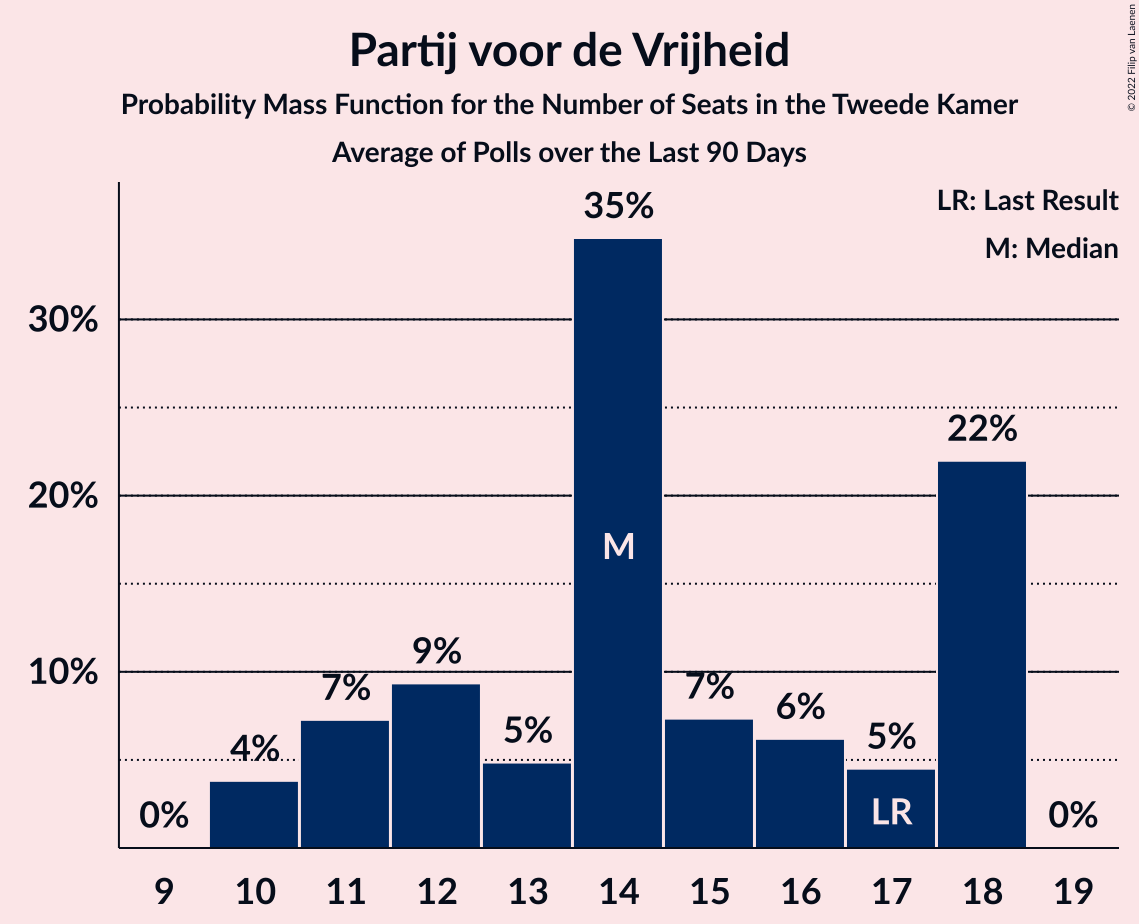 Partij voor de Vrijheid
Probability Mass Function for the Number of Seats in the Tweede Kamer
Average of Polls over the Last 90 Days
© 2022 Filip van Laenen
LR: Last Result
M: Median
35%
30%
22%
20%
M
10%
9%
7%
7%
6%
5%
5%
4%
LR
0%
0%
9 10 11 12 13 14 15 16 17 18 19